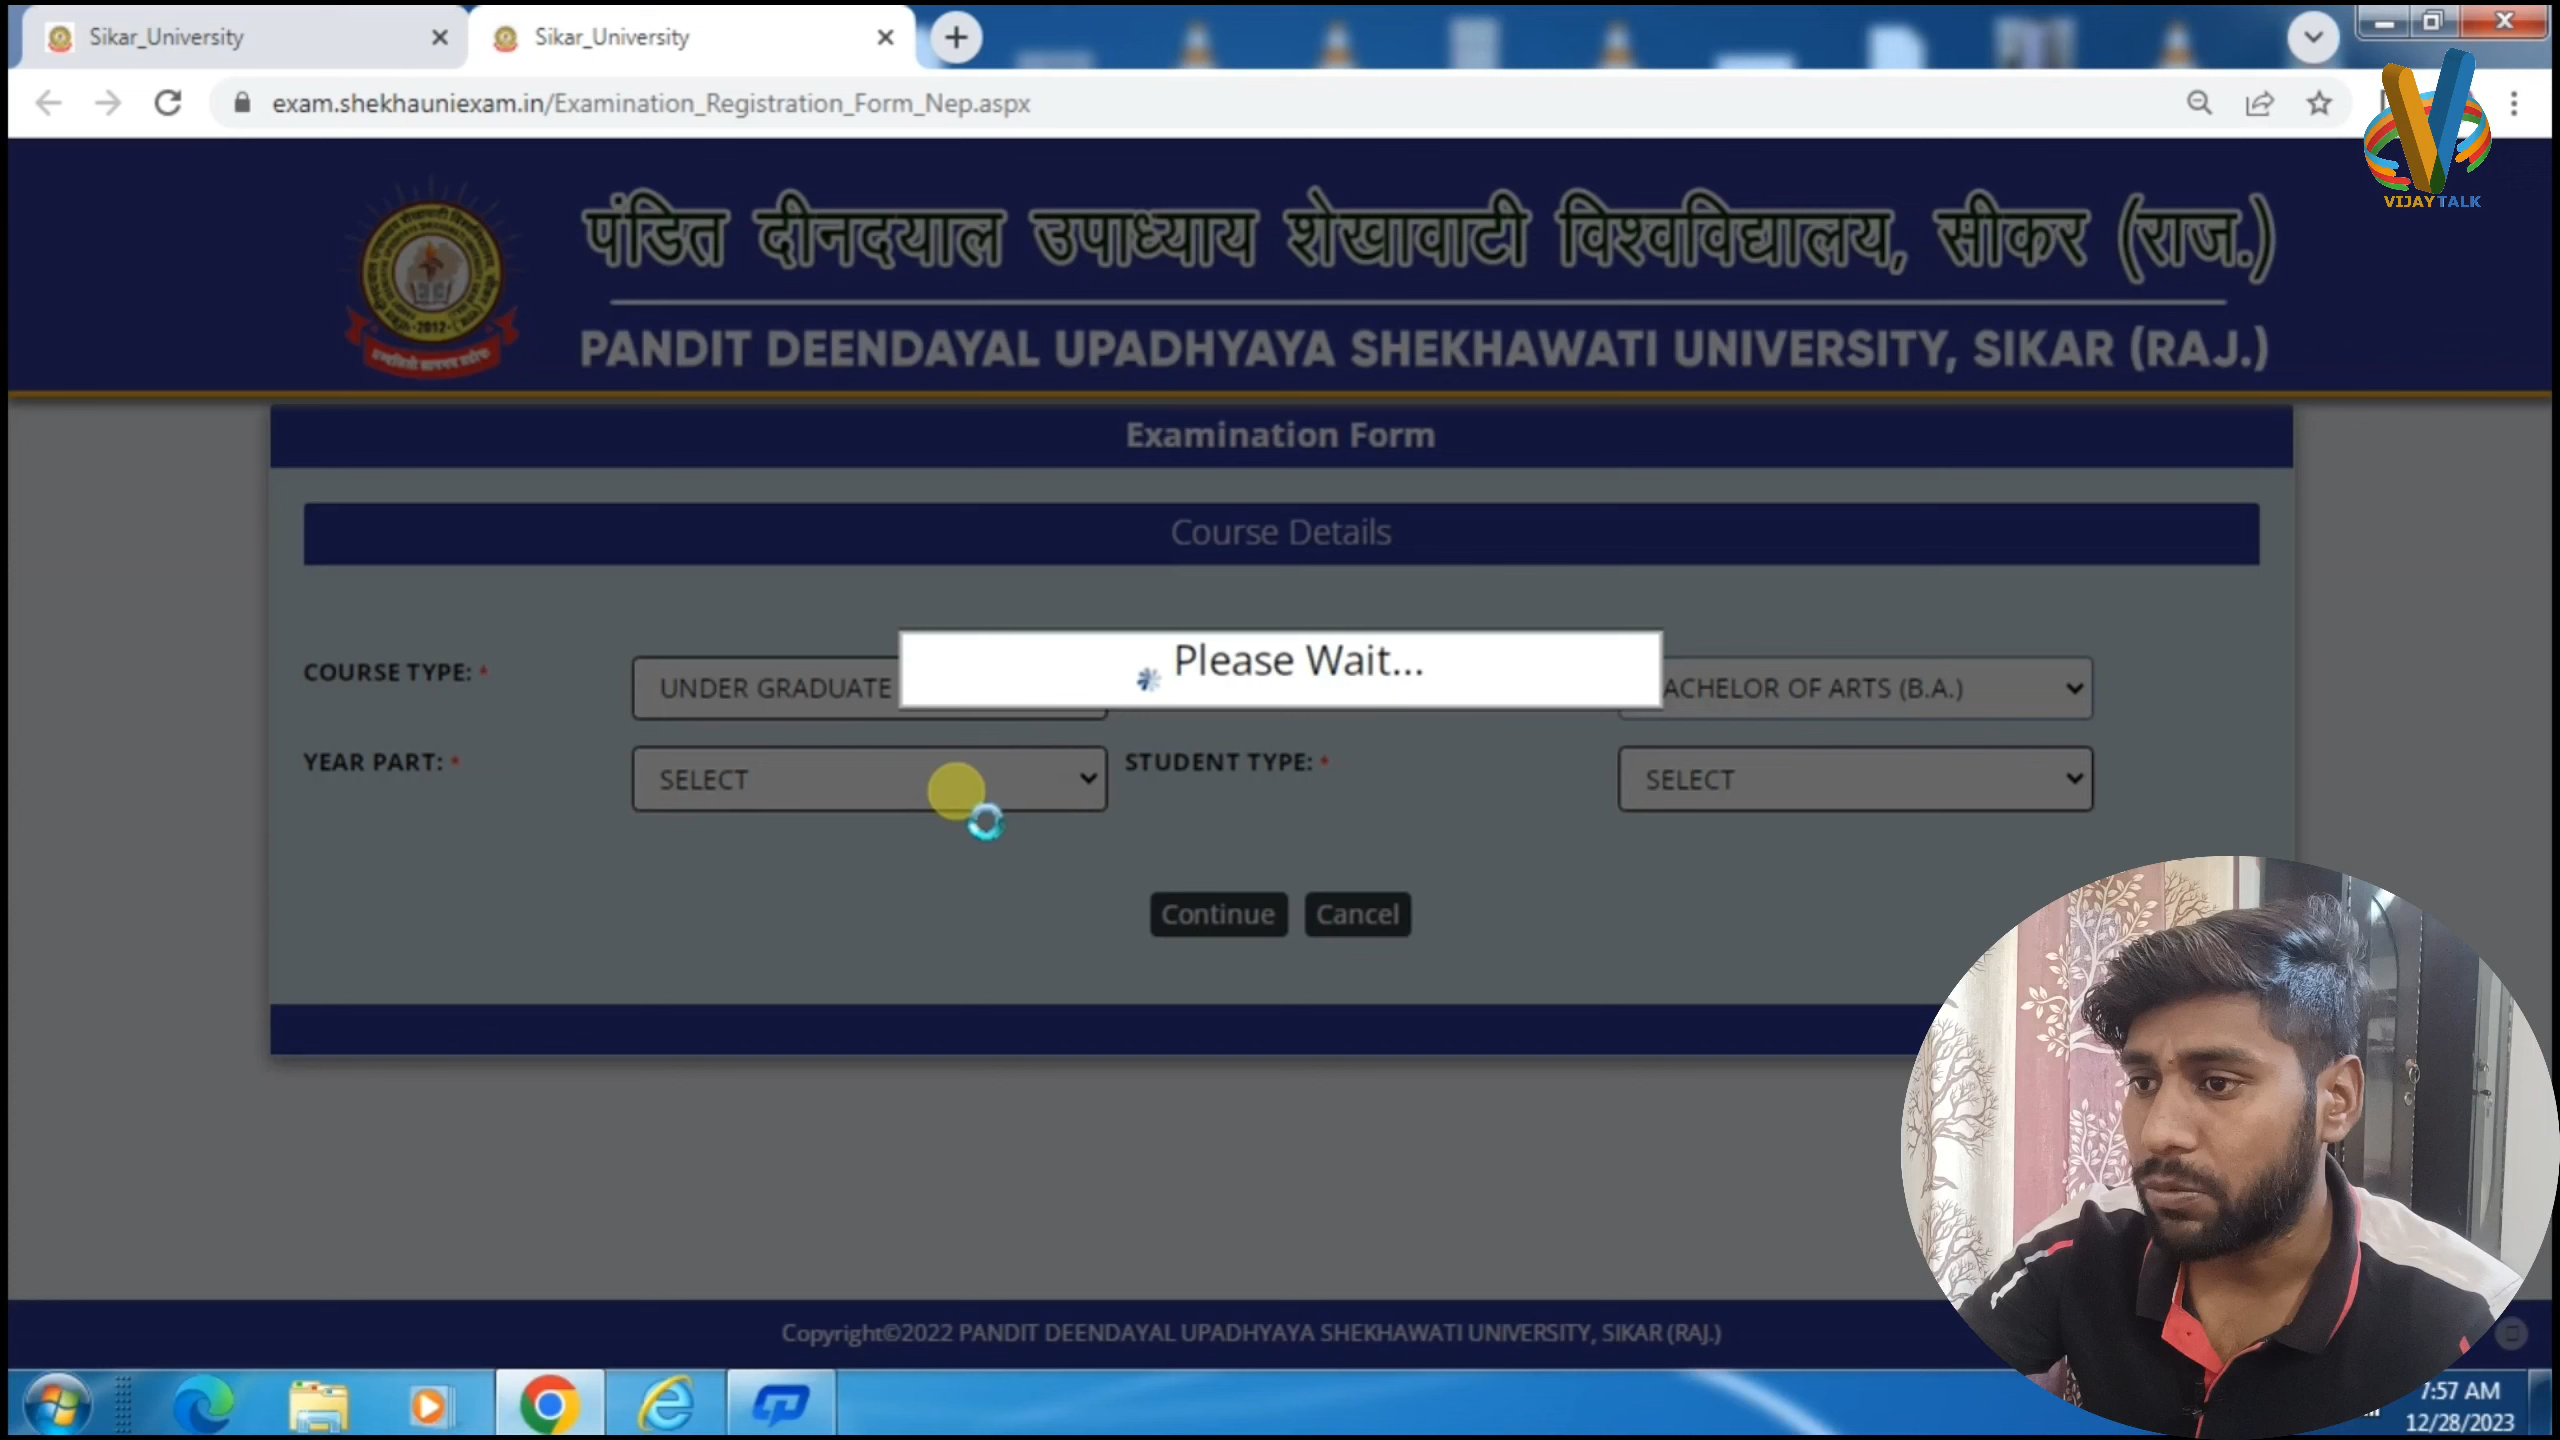 Sikar_University
Sikar_University
exam.shekhauniexam.in/Examination_Registration_Form_Nep.aspx
VIJAYTALK
पंडित दीनदयाल उपाध्याय शेखावाटी विश्वविद्यालय, सीकर (राज.)
-2012-
PANDIT DEENDAYAL UPADHYAYA SHEKHAWATI UNIVERSITY, SIKAR (RAJ.)
Examination Form
Course Details
Please Wait...
COURSE TYPE: *
UNDER GRADUATE
ACHELOR OF ARTS (B.A.)
YEAR PART: *
SELECT
STUDENT TYPE: *
SELECT
Continue
Cancel
Copyright©2022 PANDIT DEENDAYAL UPADHYAYA SHEKHAWATI UNIVERSITY, SIKAR (RAJ.)
7:57 AM
12/28/2023